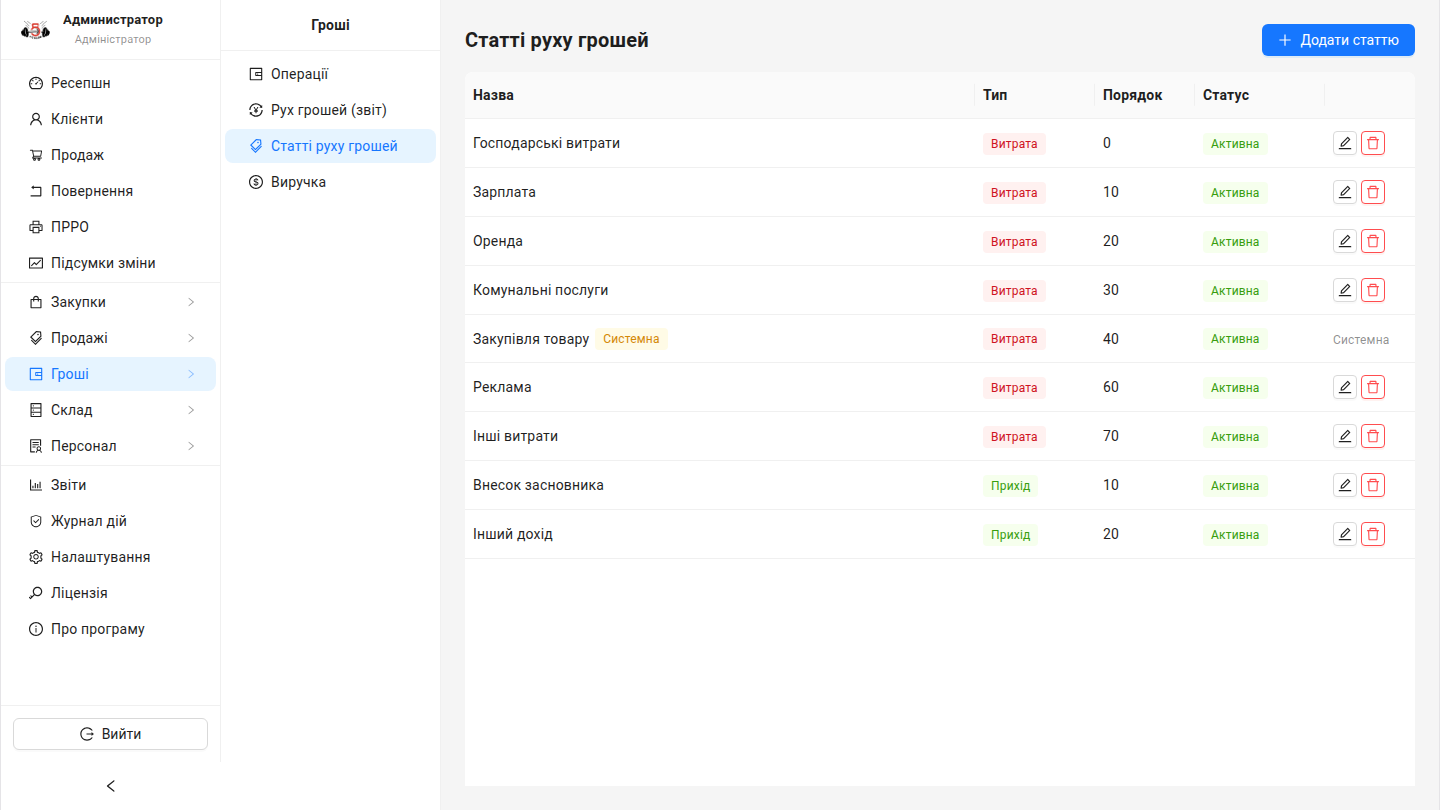 Администратор
Адміністратор
Ресепшн
Клієнти
Продаж
Повернення
ПРРО
Підсумки зміни
Закупки
Продажі
Гроші
Склад
Персонал
Звіти
Журнал дій
Налаштування
Ліцензія
Про програму
Вийти
Гроші
Операції
Рух грошей (звіт)
Статті руху грошей
Виручка
Статті руху грошей
Додати статтю
Назва Тип Порядок Статус
Господарські витрати Витрата 0 Активна
Зарплата Витрата 10 Активна
Оренда Витрата 20 Активна
Комунальні послуги Витрата 30 Активна
Закупівля товару Системна Витрата 40 Активна Системна
Реклама Витрата 60 Активна
Інші витрати Витрата 70 Активна
Внесок засновника Прихід 10 Активна
Інший дохід Прихід 20 Активна